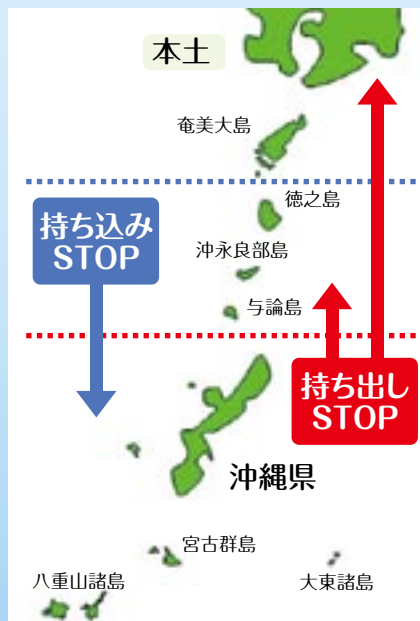 本土
奄美大島
徳之島
持ち込み
STOP
沖永良部島
与論島
持ち出し
STOP
沖縄県
宮古群島
八重山諸島
大東諸島